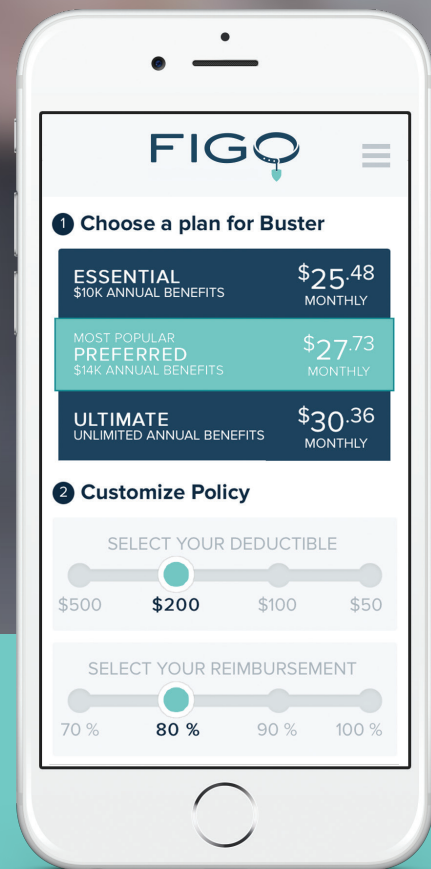 FIGO
1 Choose a plan for Buster
ESSENTIAL
$10K ANNUAL BENEFITS
$25.48
MONTHLY
MOST POPULAR
PREFERRED
$14K ANNUAL BENEFITS
$27.73
MONTHLY
ULTIMATE
UNLIMITED ANNUAL BENEFITS
$30.36
MONTHLY
2 Customize Policy
SELECT YOUR DEDUCTIBLE
$500 $200 $100 $50
SELECT YOUR REIMBURSEMENT
70 % 80 % 90 % 100 %